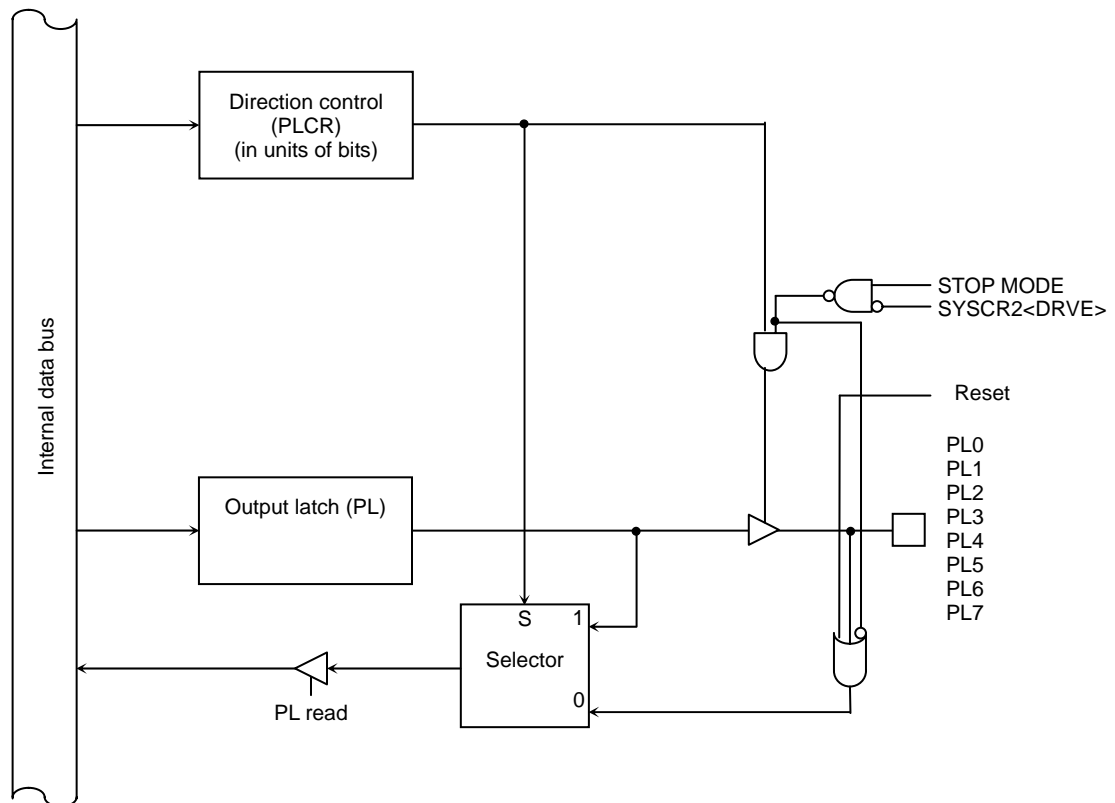 Direction control
(PLCR)
(in units of bits)
STOP MODE
SYSCR2<DRVE>
Internal data bus
Reset
PL0
PL1
PL2
PL3
PL4
PL5
PL6
PL7
Output latch (PL)
S
1
Selector
0
PL read